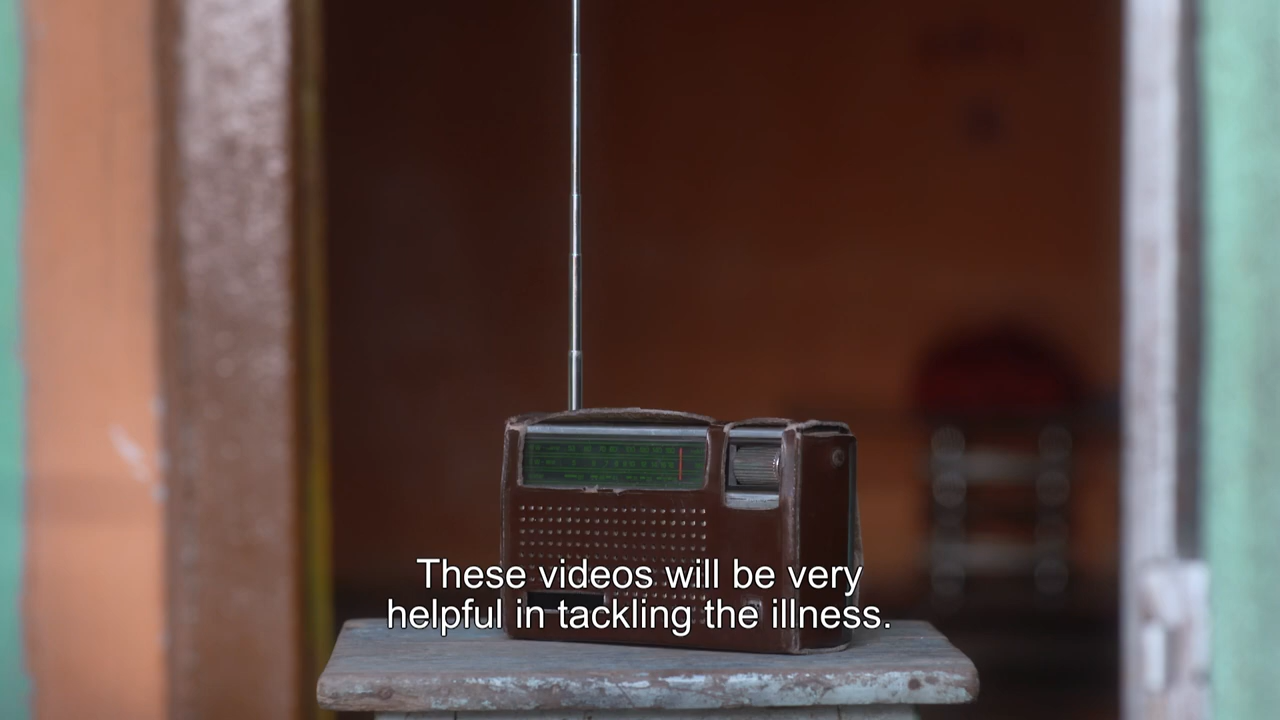 These videos will be very
helpful in tackling the illness.